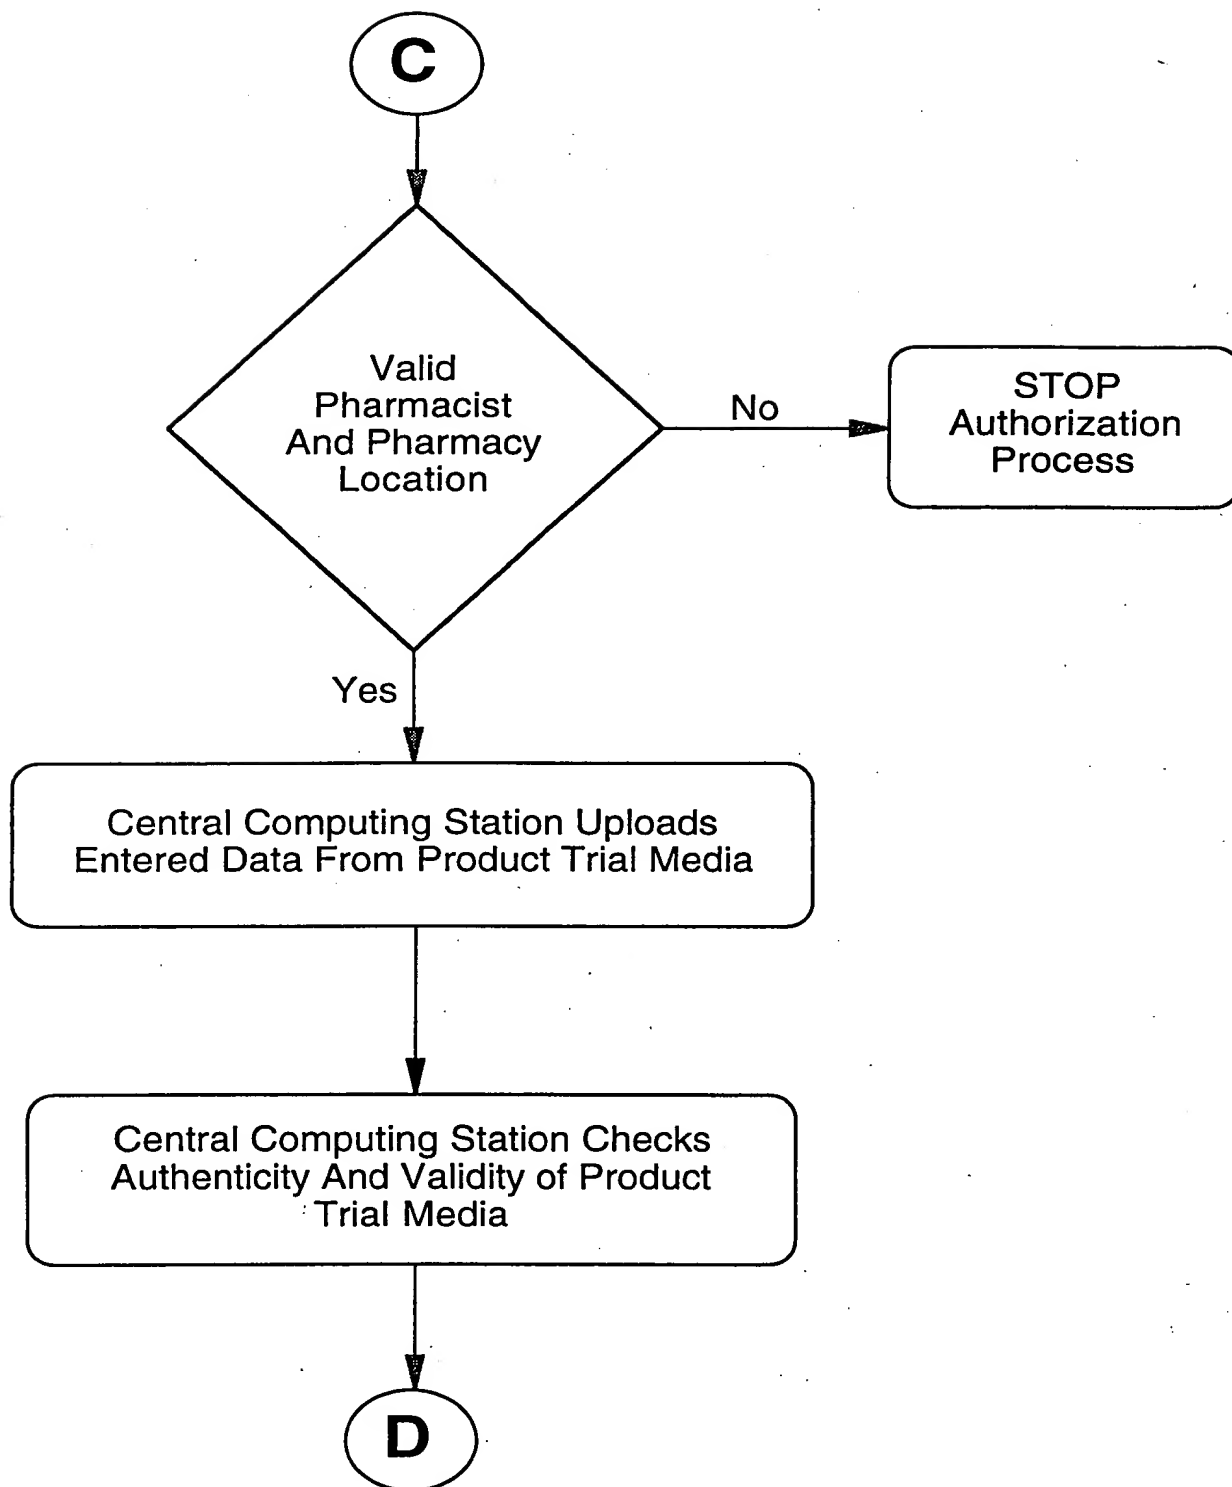 C
Valid
Pharmacist
And Pharmacy
Location
No
STOP
Authorization
Process
Yes
Central Computing Station Uploads
Entered Data From Product Trial Media
Central Computing Station Checks
Authenticity And Validity of Product
Trial Media
D